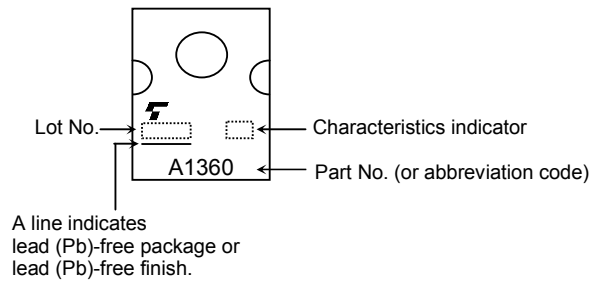 Lot No.
Characteristics indicator
A1360
Part No. (or abbreviation code)
A line indicates
lead (Pb)-free package or
lead (Pb)-free finish.